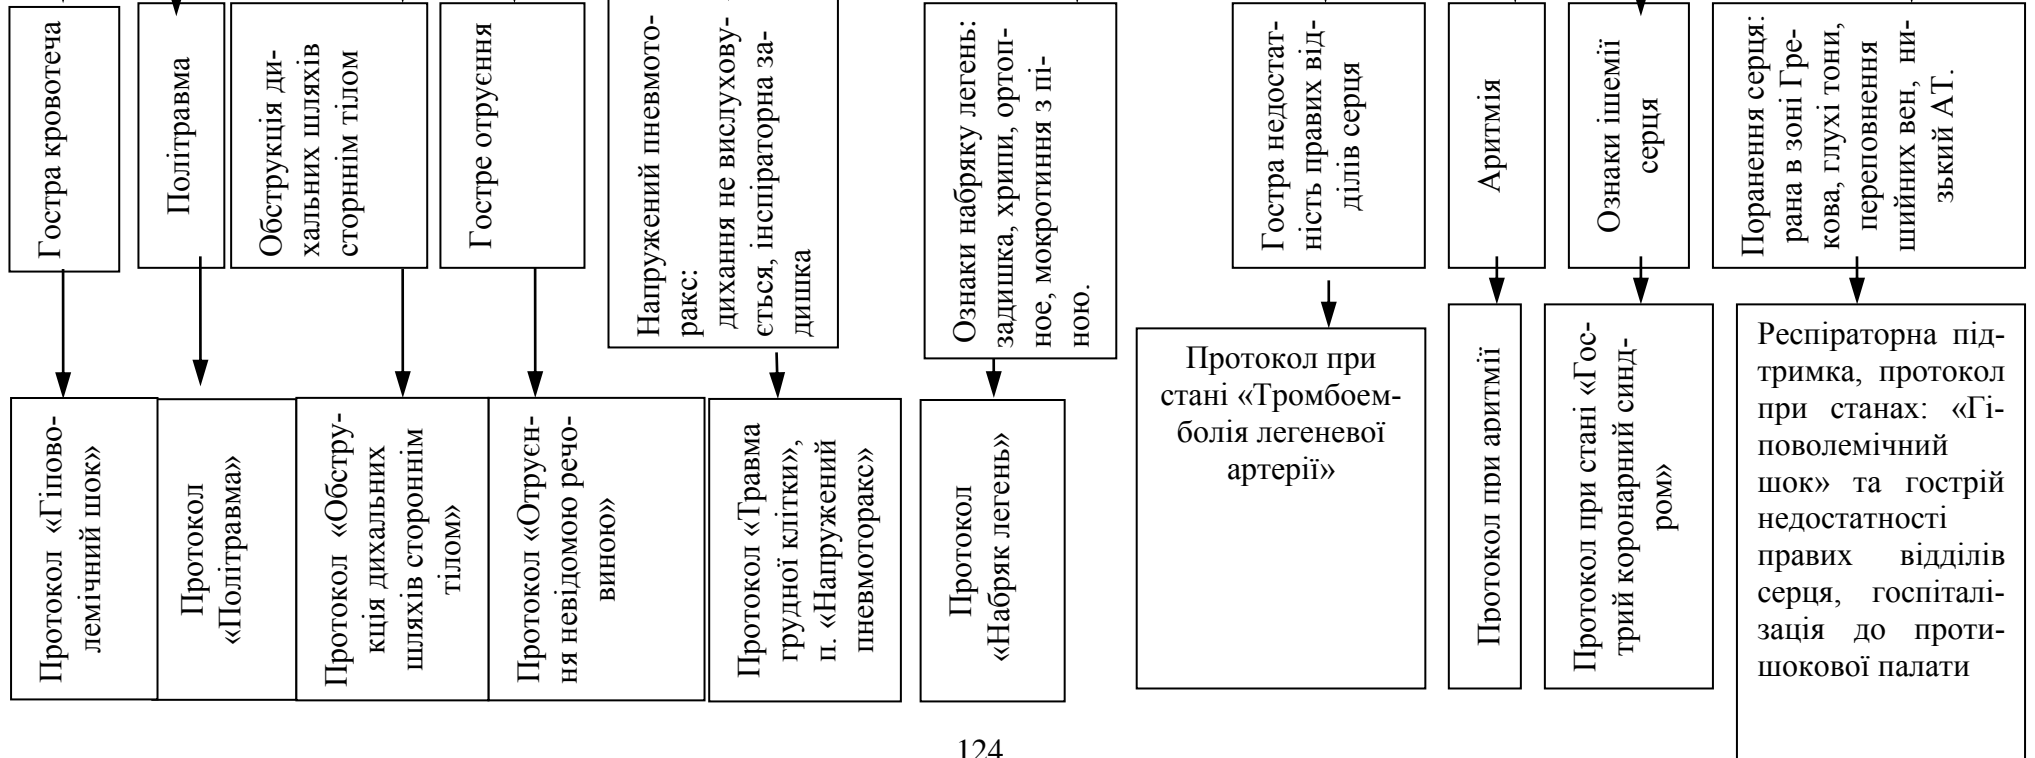 Гостра кровотеча
Політравма
Обструкція ди-
хальних шляхів
стороннім тілом
Гостре отруєння
Напружений пневмото-
ракс:
дихання не вислухову-
ється, інспіраторна за-
дишка
Ознаки набряку легень:
задишка, хрипи, ортоп-
ное, мокротиння з пі-
ною.
Гостра недостат-
ність правих від-
ділів серця
Аритмія
Ознаки ішемії
серця
Поранення серця:
рана в зоні Гре-
кова, глухі тони,
переповнення
шийних вен, ни-
зький АТ.
Протокол «Гіпово-
лемічний шок»
Протокол
«Політравма»
Протокол «Обстру-
кція дихальних
шляхів стороннім
тілом»
Протокол «Отруєн-
ня невідомою речо-
виною»
Протокол «Травма
грудної клітки»,
п. «Напружений
пневмоторакс»
Протокол
«Набряк легень»
Протокол при
стані «Тромбоем-
болія легеневої
артерії»
Протокол при аритмії
Протокол при стані «Гос-
трий коронарний синд-
ром»
Респіраторна під-
тримка, протокол
при станах: «Гі-
поволемічний
шок» та гострій
недостатності
правих відділів
серця, госпіталі-
зація до проти-
шокової палати
124